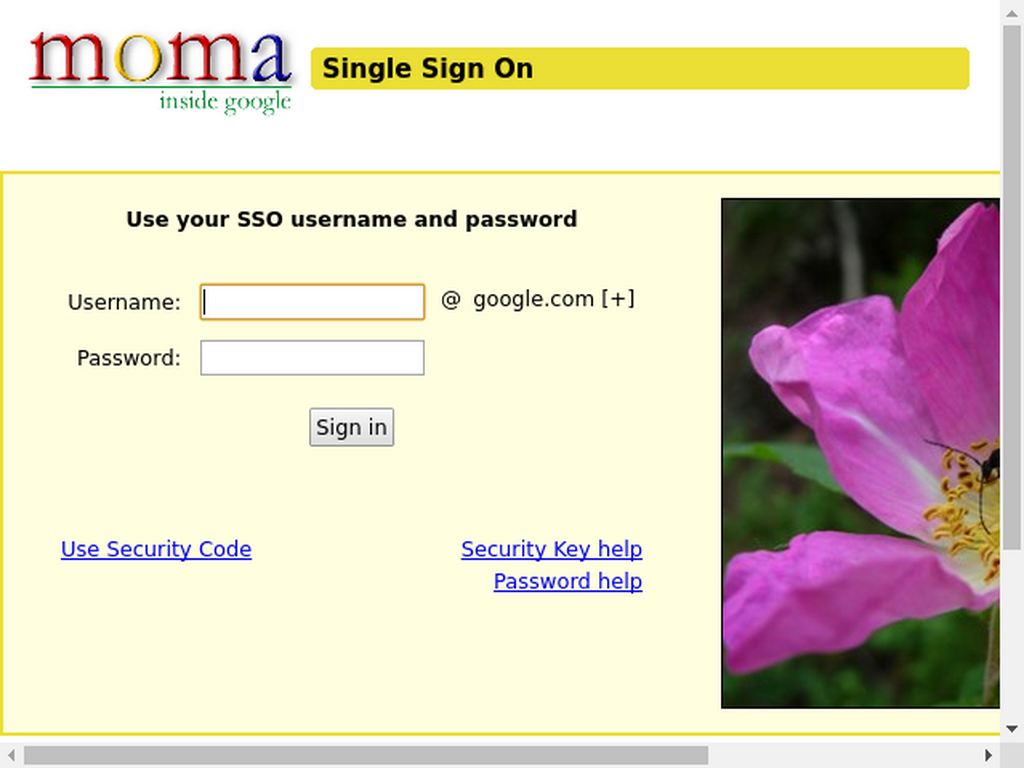 moma
inside google
Single Sign On
Use your SSO username and password
Username:
@ google.com [+]
Password:
Sign in
Use Security Code
Security Key help
Password help